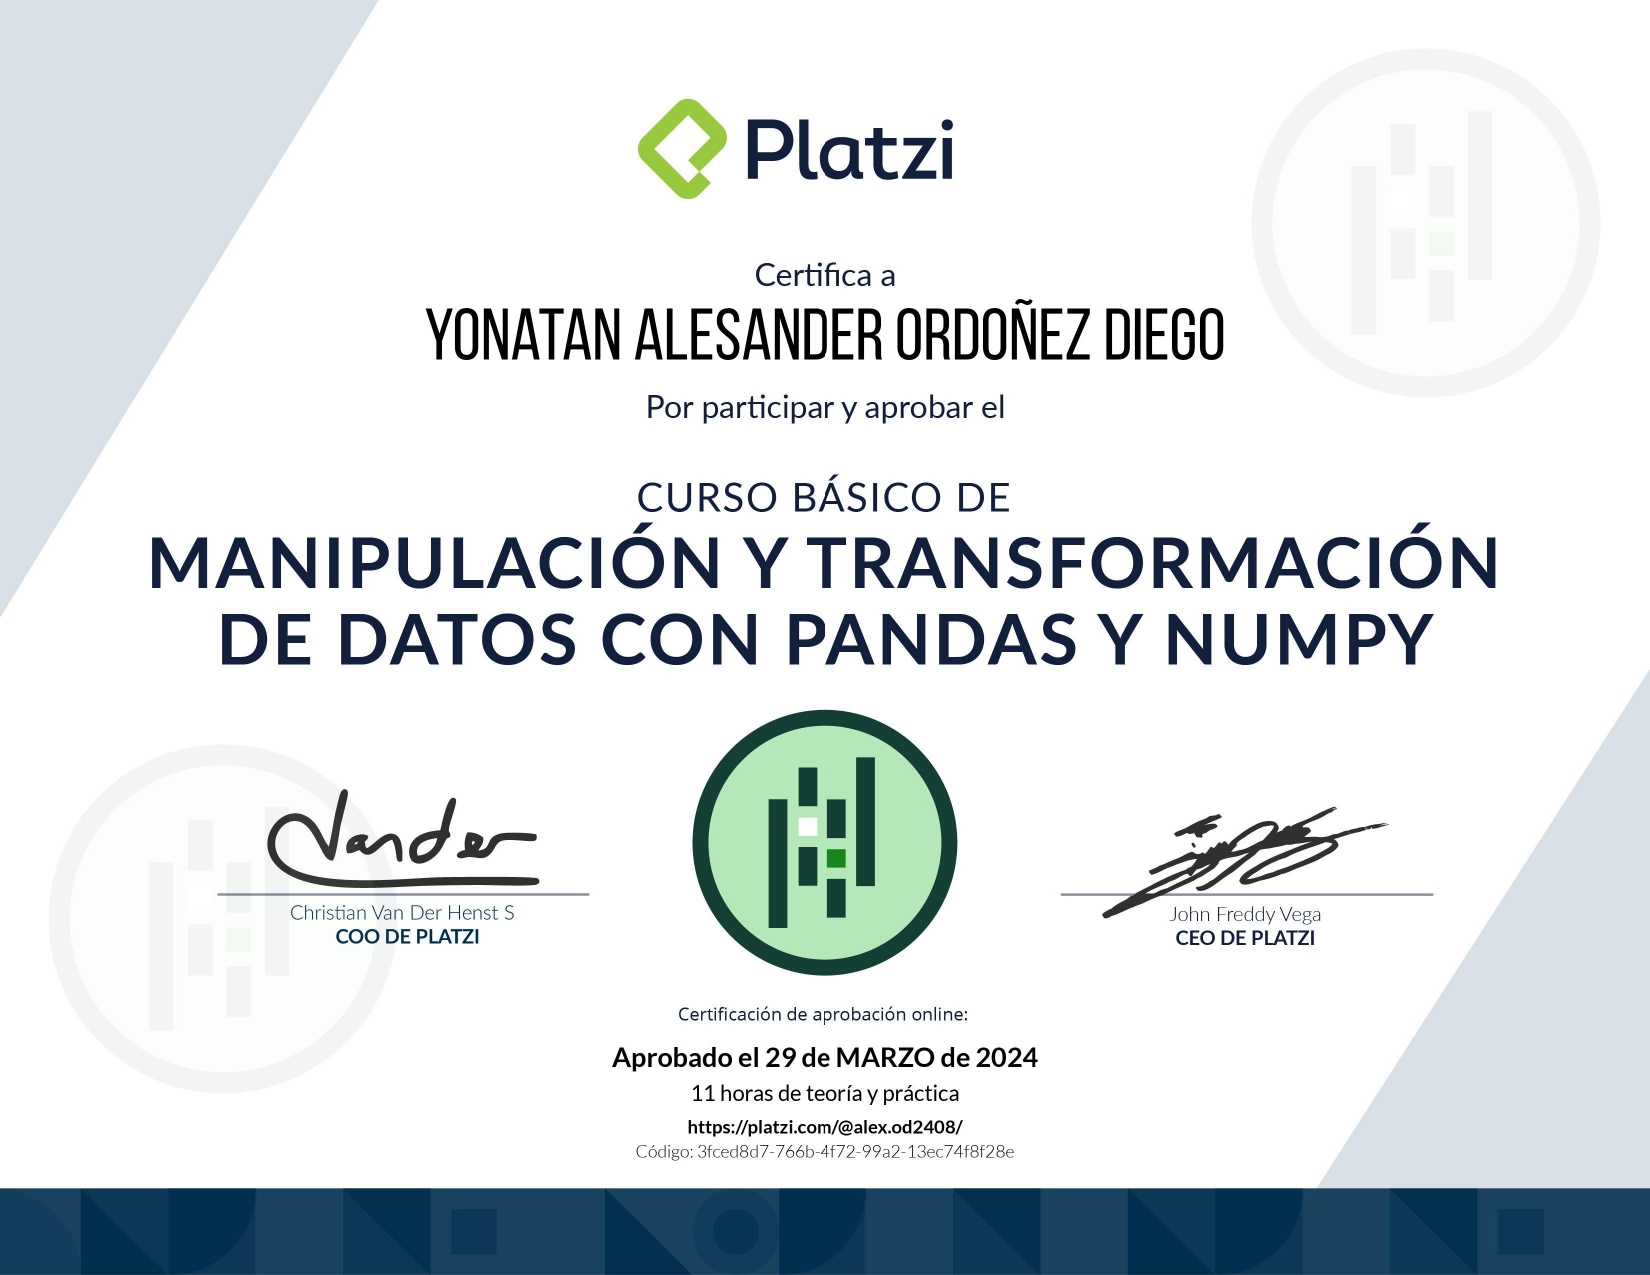 Platzi
Certifica a
YONATAN ALESANDER ORDOÑEZ DIEGO
Por participar y aprobar el
CURSO BÁSICO DE
MANIPULACIÓN Y TRANSFORMACIÓN
DE DATOS CON PANDAS Y NUMPY
Vander
Christian Van Der Henst S
COO DE PLATZI
John Freddy Vega
CEO DE PLATZI
Certificación de aprobación online:
Aprobado el 29 de MARZO de 2024
11 horas de teoría y práctica
https://platzi.com/@alex.od2408/
Código: 3fced8d7-766b-4f72-99a2-13ec74f8f28e